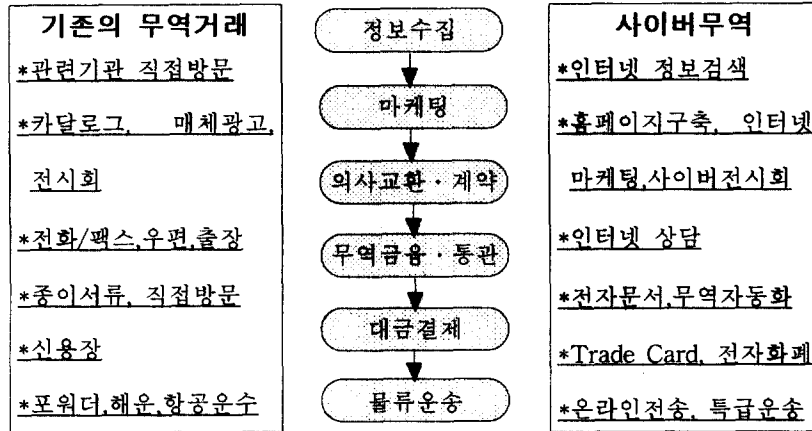 기존의 무역거래
*관련기관 직접방문
*카달로그, 매체광고,
전시회
*전화/팩스,우편,출장
*종이서류, 직접방문
*신용장
*포워더,해운,항공운수
정보수집
마케팅
의사교환·계약
무역금융·통관
대금결제
물류운송
사이버무역
*인터넷 정보검색
*홈페이지구축, 인터넷
마케팅,사이버전시회
*인터넷 상담
*전자문서,무역자동화
*Trade Card, 전자화폐
*온라인전송, 특급운송